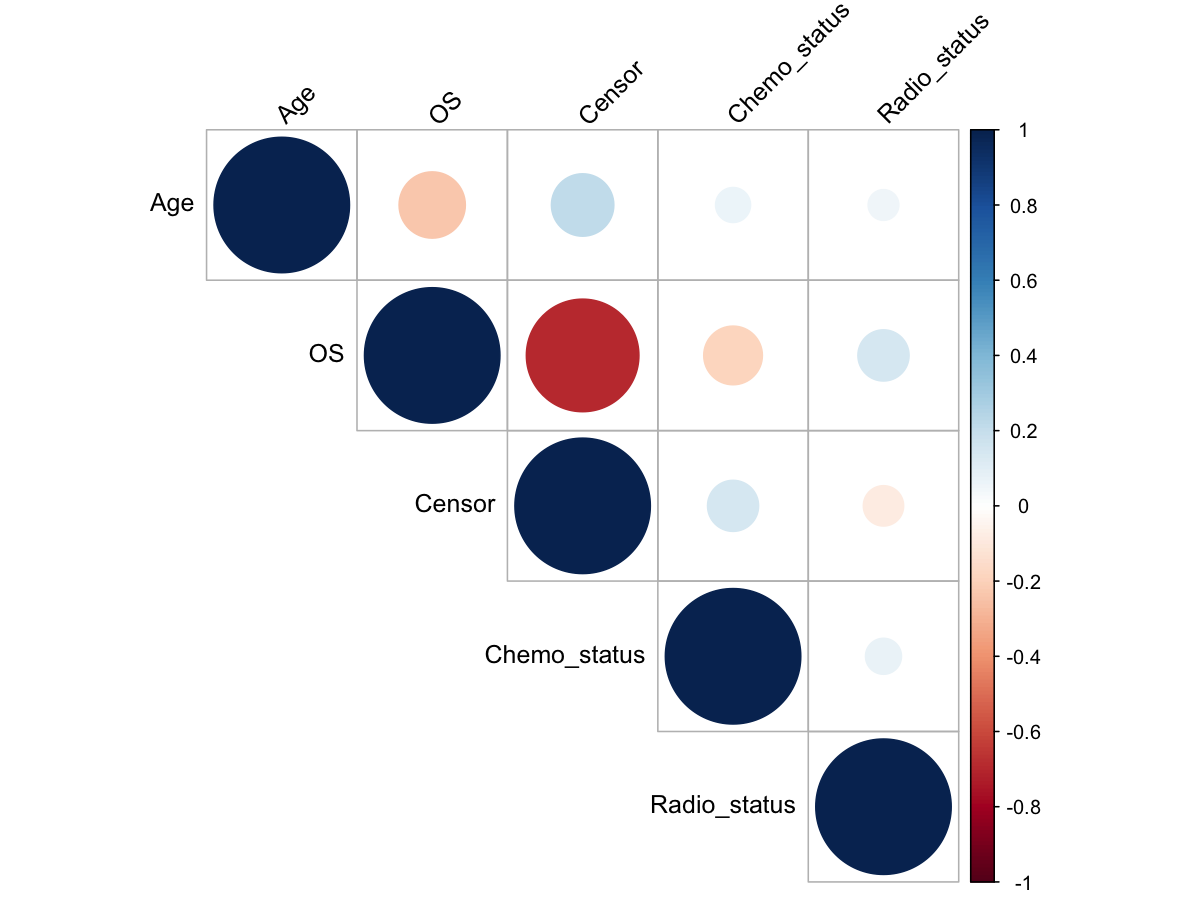 Age
OS
Censor
Chemo_status
Radio_status
Age
OS
Censor
Chemo_status
Radio_status
1
0.8
0.6
0.4
0.2
0
-0.2
-0.4
-0.6
-0.8
-1